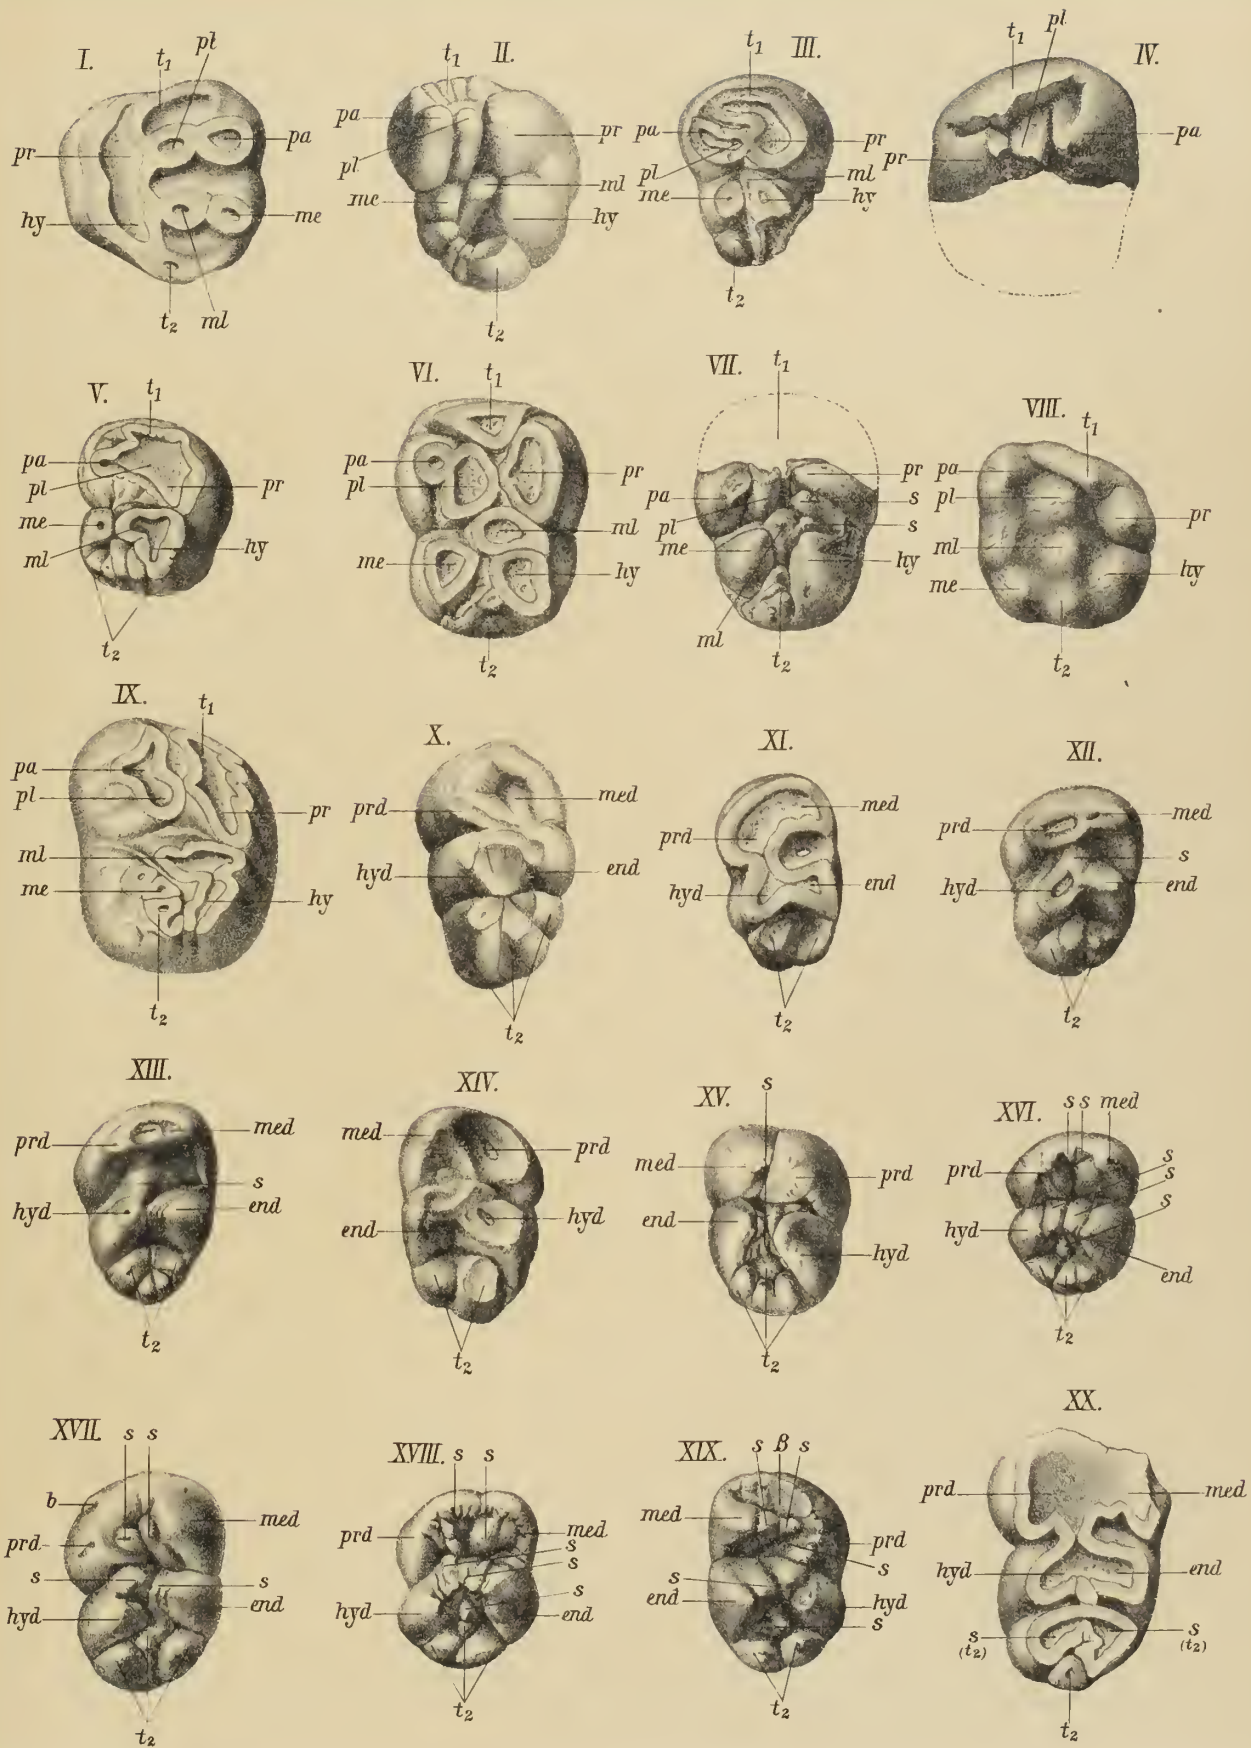 I. t1 pl
pr pa
hy me
t2 ml
II. t1
pa pr
pl ml
me hy
t2
III. t1
pa pr
pl ml
me hy
t2
IV. t1 pl
pr pa
V. t1
pa
pl pr
me
ml hy
t2
VI. t1
pa pr
pl
ml
me hy
t2
VII. t1
pr
pa s
pl s
me hy
ml t2
VIII. t1
pa
pl pr
ml
me hy
t2
IX. t1
pa
pl pr
ml
me hy
t2
X.
prd med
hyd end
t2
XI.
med
prd
hyd end
t2
XII.
prd med
s
hyd end
t2
XIII.
prd med
s
hyd end
t2
XIV.
med prd
end hyd
t2
XV. s
med prd
end hyd
t2
XVI. s s med
prd s
s
hyd s
end
t2
XVII. s s
b
prd med
s s
hyd end
t2
XVIII. s s
prd med
s
s
s
hyd end
t2
XIX. s B s
med prd
s s
end hyd
s
t2
XX.
prd med
hyd end
s s
(t2) (t2)
t2